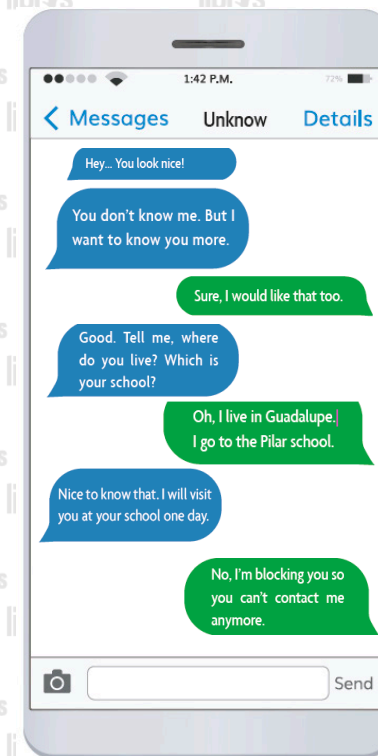 1:42 P.M.
72%
Messages
Unknow
Details
Hey... You look nice!
You don't know me. But I
want to know you more.
Sure, I would like that too.
Good. Tell me, where
do you live? Which is
your school?
Oh, I live in Guadalupe.
I go to the Pilar school.
Nice to know that. I will visit
you at your school one day.
No, I'm blocking you so
you can't contact me
anymore.
Send